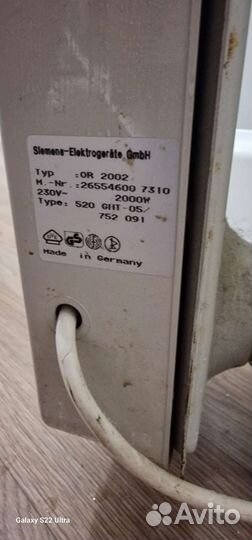 Siemens-Elektrogeräte GmbH
Typ :OR 2002
M.-Nr.:26554600 7310
230V~ 2000W
Type: 520 GHT-05/
752 091
Made in Germany
Galaxy S22 Ultra
Avito